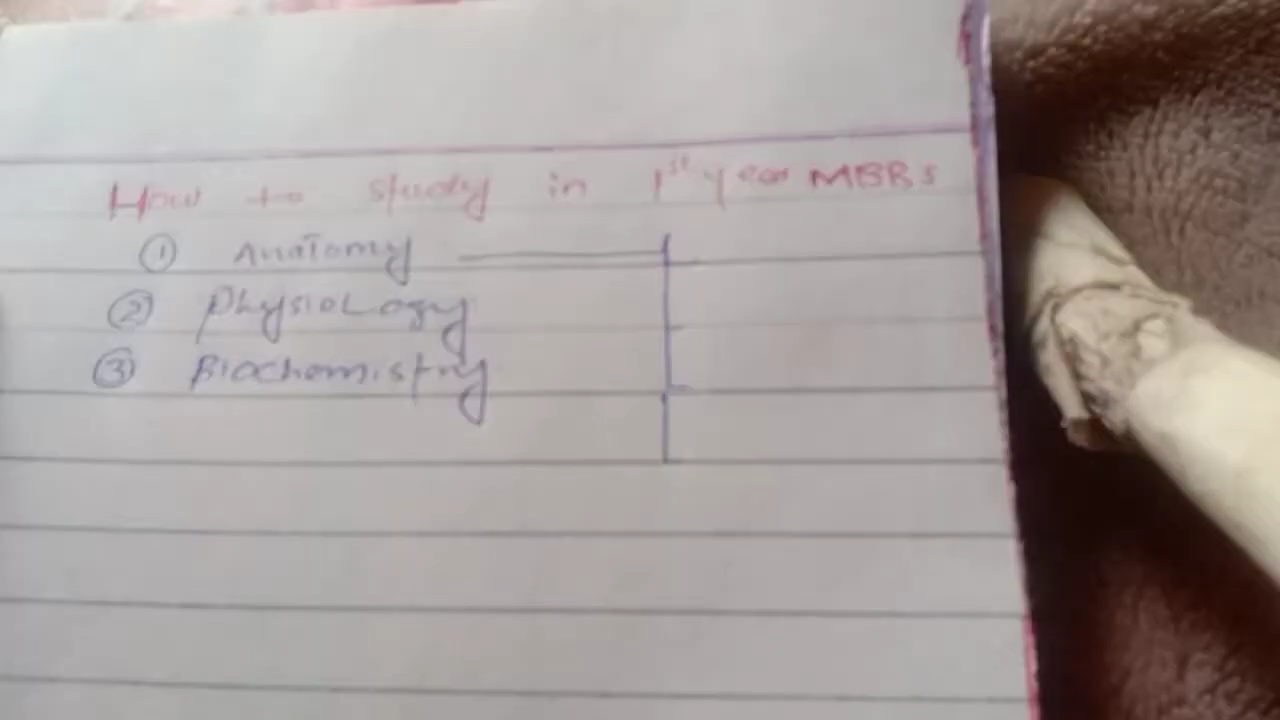 How to study in 1st year MBBS
① Anatomy
② Physiology
③ Biochemistry